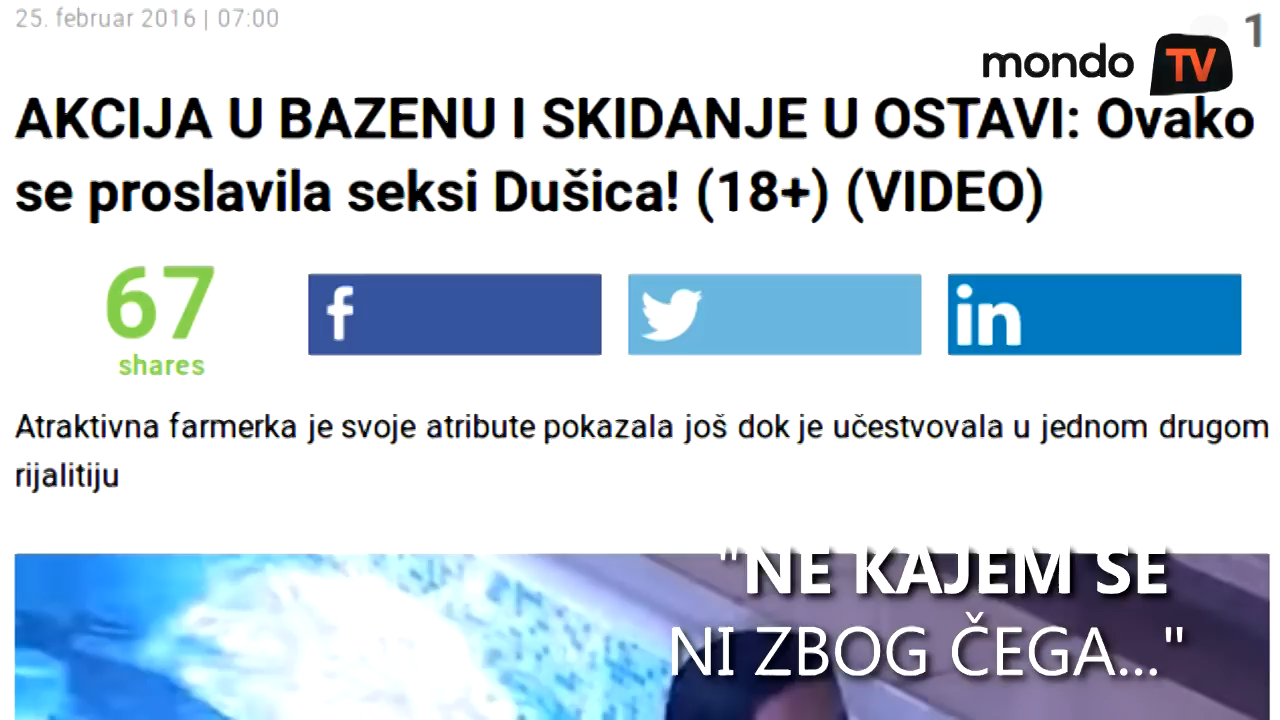 25. februar 2016 | 07:00
1
mondo TV
AKCIJA U BAZENU I SKIDANJE U OSTAVI: Ovako
se proslavila seksi Dušica! (18+) (VIDEO)
67
shares
f
in
Atraktivna farmerka je svoje atribute pokazala još dok je učestvovala u jednom drugom
rijalitiju
"NE KAJEM SE
NI ZBOG ČEGA..."